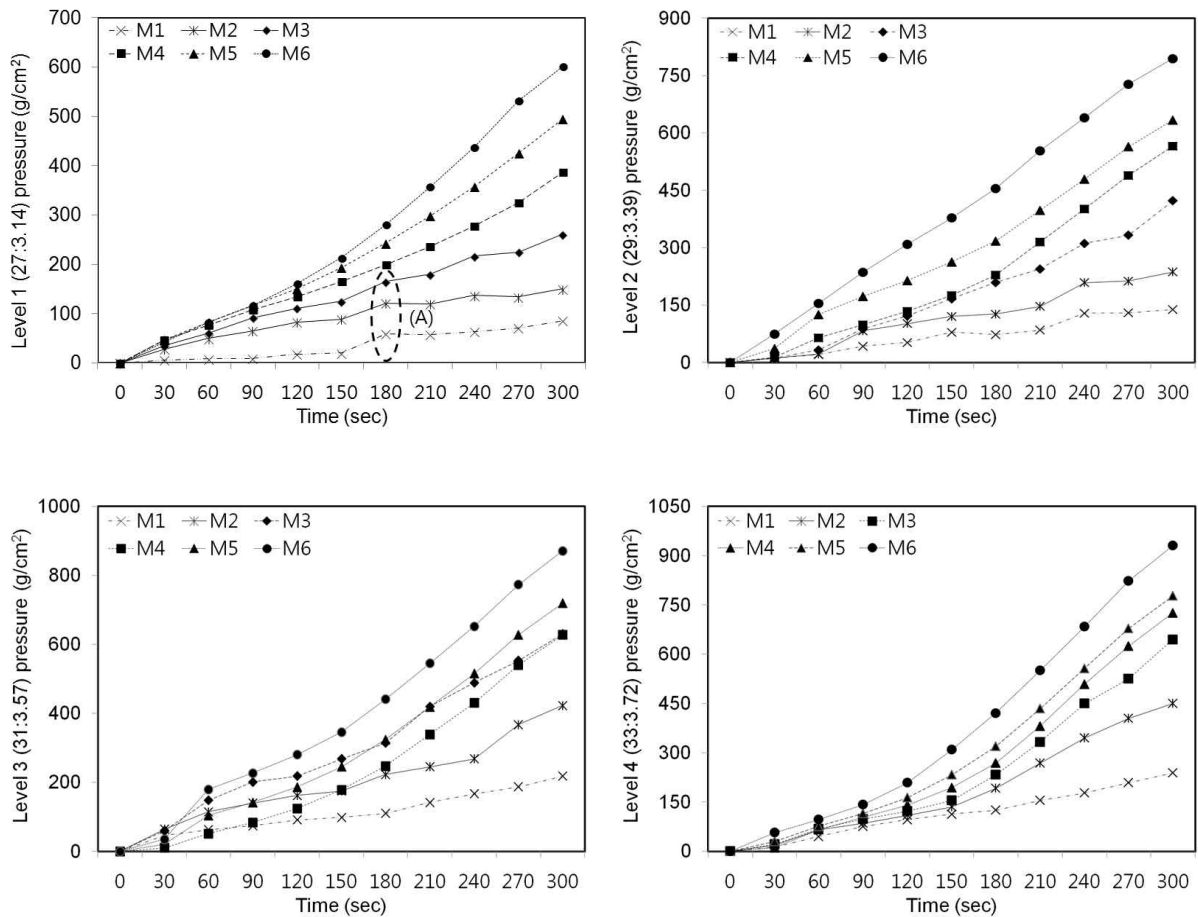 Level 1 (27:3.14) pressure (g/cm²)
700
600
500
400
300
200
100
0
M1 M2 M3
M4 M5 M6
(A)
0 30 60 90 120 150 180 210 240 270 300
Time (sec)
Level 2 (29:3.39) pressure (g/cm²)
900
750
600
450
300
150
0
M1 M2 M3
M4 M5 M6
0 30 60 90 120 150 180 210 240 270 300
Time (sec)
Level 3 (31:3.57) pressure (g/cm²)
1000
800
600
400
200
0
M1 M2 M3
M4 M5 M6
0 30 60 90 120 150 180 210 240 270 300
Time (sec)
Level 4 (33:3.72) pressure (g/cm²)
1050
900
750
600
450
300
150
0
M1 M2 M3
M4 M5 M6
0 30 60 90 120 150 180 210 240 270 300
Time (sec)